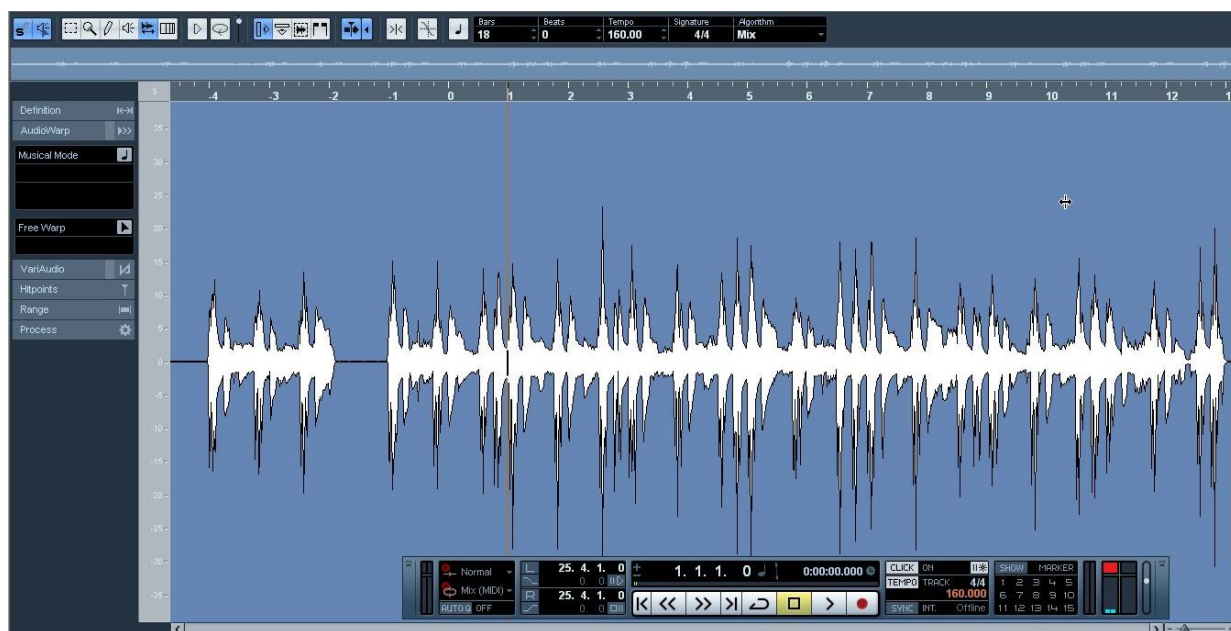 Bars Beats Tempo Signature Algorithm
18 0 160.00 4/4 Mix
-4 -3 -2 -1 0 1 2 3 4 5 6 7 8 9 10 11 12
Definition
AudioWarp
Musical Mode
Free Warp
VariAudio
Hitpoints
Range
Process
%
35
30
25
20
15
10
5
0
-5
-10
-15
-20
-25
-30
-35
Normal
Mix (MIDI)
AUTO Q OFF
L 25. 4. 1. 0
0. 0
R 25. 4. 1. 0
0. 0
1. 1. 1. 0 0:00:00.000
CLICK ON
TEMPO TRACK 4/4
160.000
SYNC INT. Offline
SHOW MARKER
1 2 3 4 5
6 7 8 9 10
11 12 13 14 15